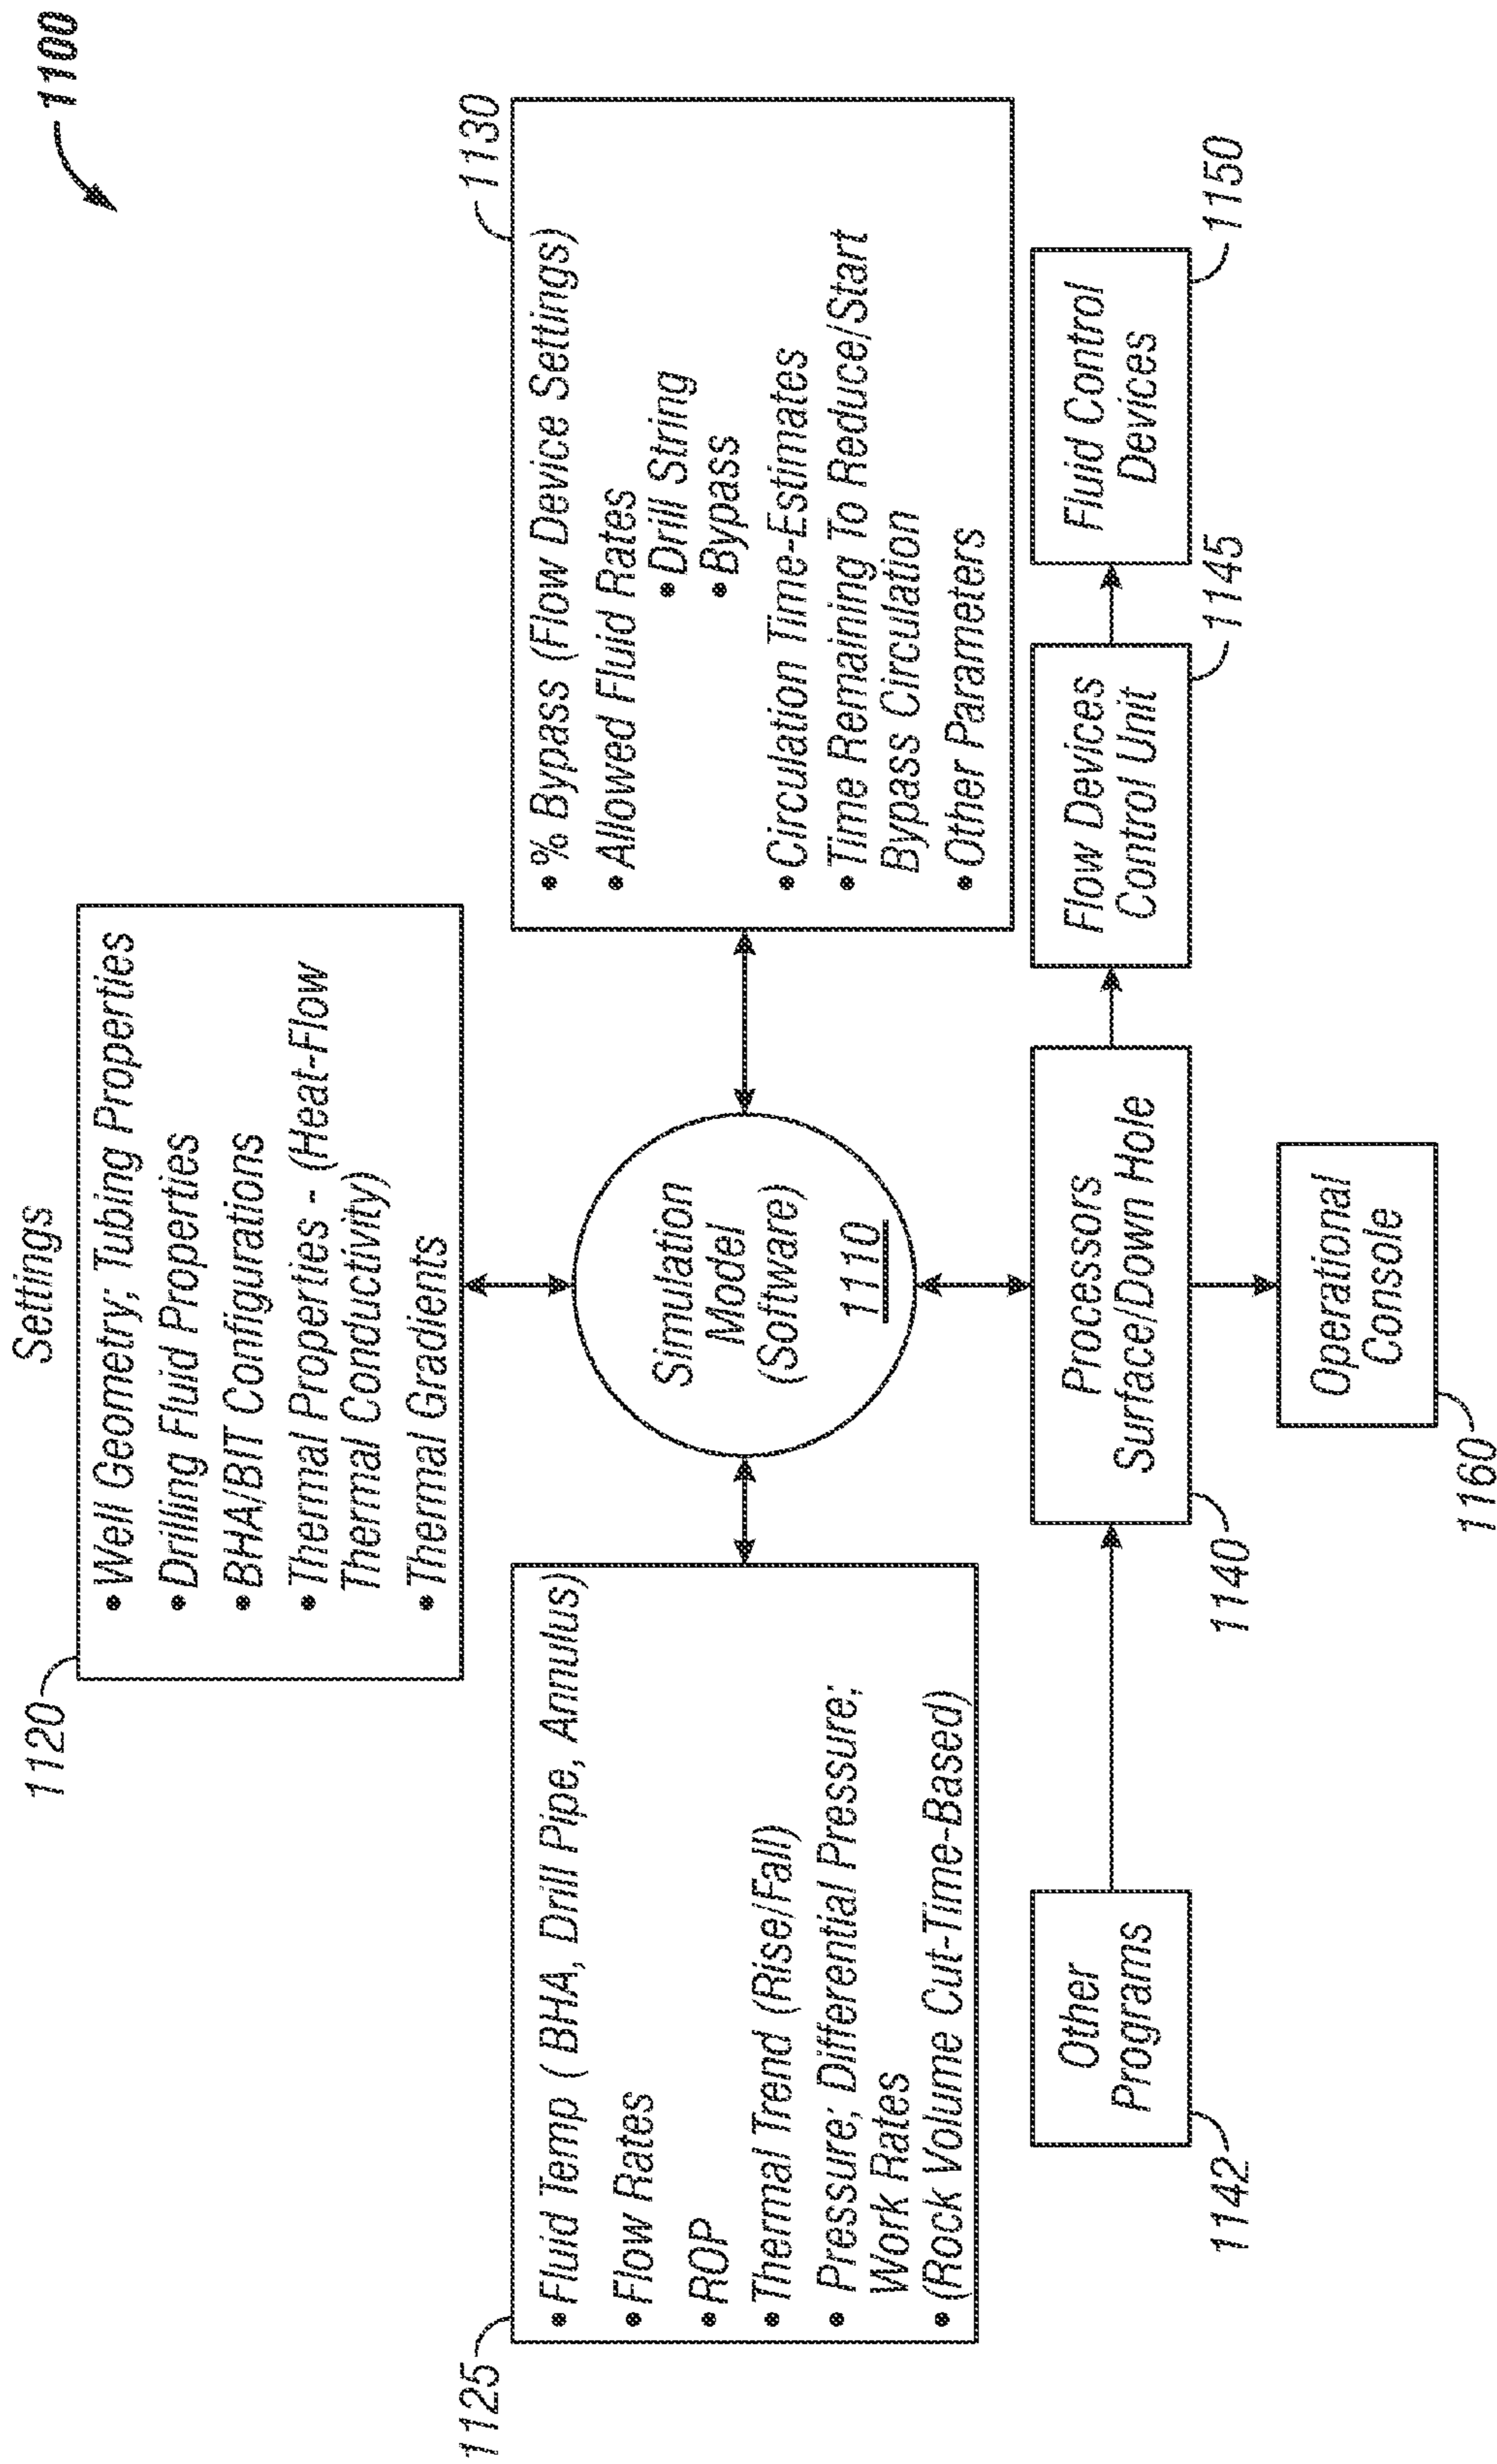 1100
Settings
1120
• Well Geometry; Tubing Properties
• Drilling Fluid Properties
• BHA/BIT Configurations
• Thermal Properties - (Heat-Flow
Thermal Conductivity)
• Thermal Gradients
1125
• Fluid Temp ( BHA, Drill Pipe, Annulus)
• Flow Rates
• ROP
• Thermal Trend (Rise/Fall)
• Pressure; Differential Pressure;
Work Rates
• (Rock Volume Cut-Time-Based)
Simulation
Model
(Software)
1110
1130
• % Bypass (Flow Device Settings)
• Allowed Fluid Rates
• Drill String
• Bypass
• Circulation Time-Estimates
• Time Remaining To Reduce/Start
Bypass Circulation
• Other Parameters
Other
Programs
1142
Processors
Surface/Down Hole
1140
Flow Devices
Control Unit
1145
Fluid Control
Devices
1150
Operational
Console
1160